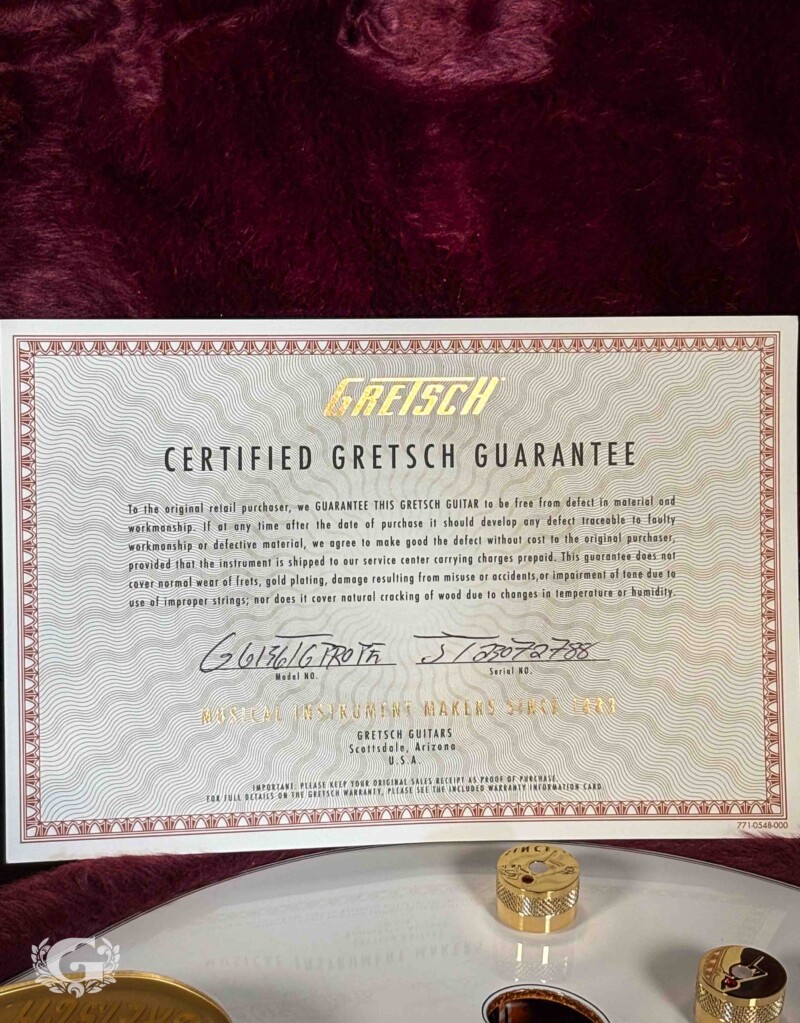 GRETSCH
CERTIFIED GRETSCH GUARANTEE
To the original retail purchaser, we GUARANTEE THIS GRETSCH GUITAR to be free from defect in material and
workmanship. If at any time after the date of purchase it should develop any defect traceable to faulty
workmanship or defective material, we agree to make good the defect without cost to the original purchaser,
provided that the instrument is shipped to our service center carrying charges prepaid. This guarantee does not
cover normal wear of frets, gold plating, damage resulting from misuse or accidents,or impairment of tone due to
use of improper strings; nor does it cover natural cracking of wood due to changes in temperature or humidity.
JT23072788
Model NO. Serial NO.
MUSICAL INSTRUMENT MAKERS SINCE 1883
GRETSCH GUITARS
Scottsdale, Arizona
U.S.A.
IMPORTANT: PLEASE KEEP YOUR ORIGINAL SALES RECEIPT AS PROOF OF PURCHASE.
FOR FULL DETAILS ON THE GRETSCH WARRANTY, PLEASE SEE THE INCLUDED WARRANTY INFORMATION CARD.
771-0548-000
G